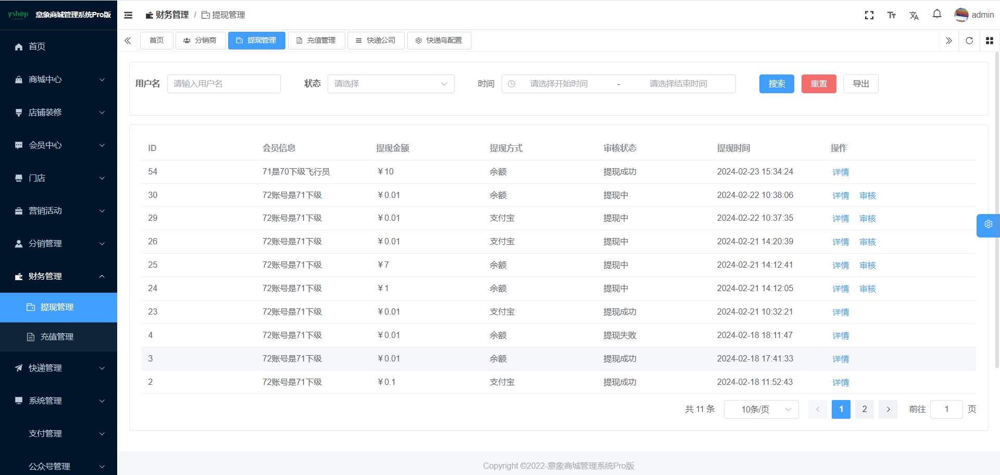 yshop 意象商城管理系统Pro版
财务管理 / 提现管理
admin
首页 分销商 提现管理 充值管理 快递公司 快递鸟配置
首页
商城中心
店铺装修
会员中心
门店
营销活动
分销管理
财务管理
提现管理
充值管理
快递管理
系统管理
支付管理
公众号管理
用户名 请输入用户名 状态 请选择 时间 请选择开始时间 - 请选择结束时间 搜索 重置 导出
ID 会员信息 提现金额 提现方式 审核状态 提现时间 操作
54 71是70下级飞行员 ¥10 余额 提现成功 2024-02-23 15:34:24 详情
30 72账号是71下级 ¥0.01 余额 提现中 2024-02-22 10:38:06 详情 审核
29 72账号是71下级 ¥0.01 支付宝 提现中 2024-02-22 10:37:35 详情 审核
26 72账号是71下级 ¥0.01 支付宝 提现中 2024-02-21 14:20:39 详情 审核
25 72账号是71下级 ¥7 余额 提现中 2024-02-21 14:12:41 详情 审核
24 72账号是71下级 ¥1 余额 提现中 2024-02-21 14:12:05 详情 审核
23 72账号是71下级 ¥0.01 支付宝 提现成功 2024-02-21 10:32:21 详情
4 72账号是71下级 ¥0.01 余额 提现失败 2024-02-18 18:11:47 详情
3 72账号是71下级 ¥0.01 余额 提现成功 2024-02-18 17:41:33 详情
2 72账号是71下级 ¥0.1 支付宝 提现成功 2024-02-18 11:52:43 详情
共 11 条 10条/页 1 2 前往 1 页
Copyright ©2022-意象商城管理系统Pro版